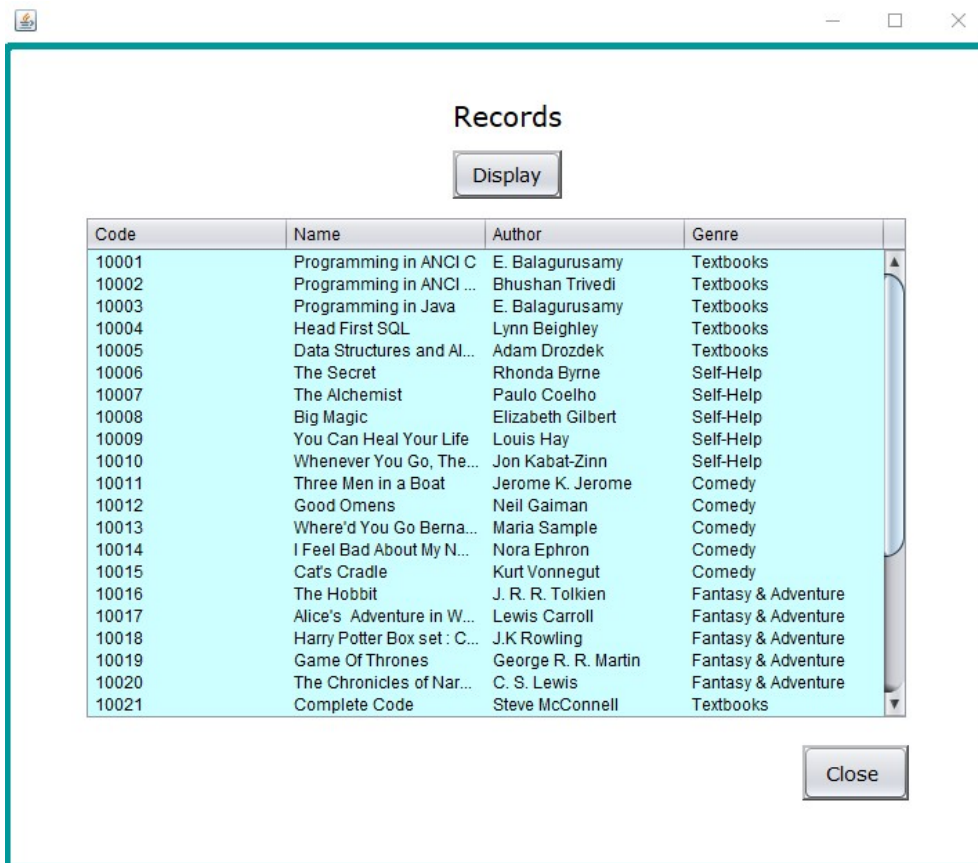 Records
Display
Code Name Author Genre
10001 Programming in ANCI C E. Balagurusamy Textbooks
10002 Programming in ANCI ... Bhushan Trivedi Textbooks
10003 Programming in Java E. Balagurusamy Textbooks
10004 Head First SQL Lynn Beighley Textbooks
10005 Data Structures and Al... Adam Drozdek Textbooks
10006 The Secret Rhonda Byrne Self-Help
10007 The Alchemist Paulo Coelho Self-Help
10008 Big Magic Elizabeth Gilbert Self-Help
10009 You Can Heal Your Life Louis Hay Self-Help
10010 Whenever You Go, The... Jon Kabat-Zinn Self-Help
10011 Three Men in a Boat Jerome K. Jerome Comedy
10012 Good Omens Neil Gaiman Comedy
10013 Where'd You Go Berna... Maria Sample Comedy
10014 I Feel Bad About My N... Nora Ephron Comedy
10015 Cat's Cradle Kurt Vonnegut Comedy
10016 The Hobbit J. R. R. Tolkien Fantasy & Adventure
10017 Alice's  Adventure in W... Lewis Carroll Fantasy & Adventure
10018 Harry Potter Box set : C... J.K Rowling Fantasy & Adventure
10019 Game Of Thrones George R. R. Martin Fantasy & Adventure
10020 The Chronicles of Nar... C. S. Lewis Fantasy & Adventure
10021 Complete Code Steve McConnell Textbooks
Close